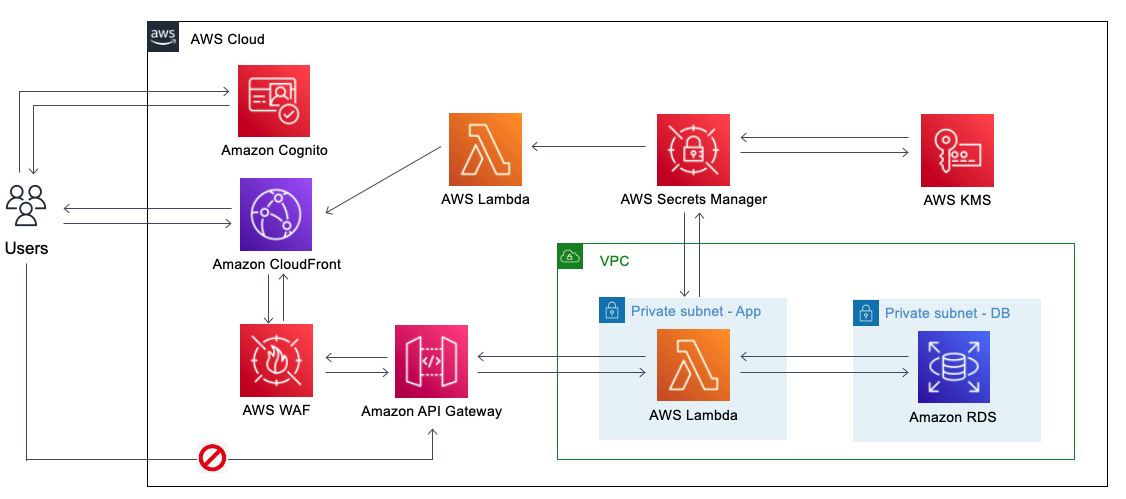 aws
AWS Cloud
Amazon Cognito
AWS Lambda
AWS Secrets Manager
AWS KMS
Users
Amazon CloudFront
VPC
Private subnet - App
Private subnet - DB
</>
AWS WAF
Amazon API Gateway
AWS Lambda
Amazon RDS